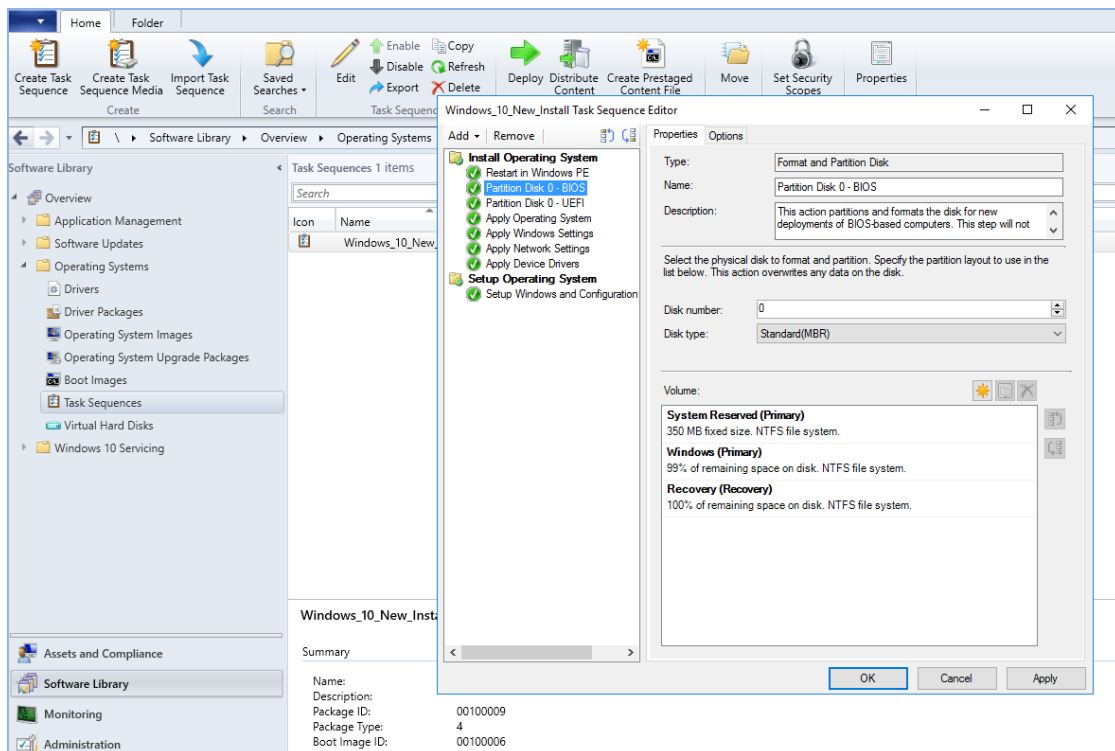 Home Folder
Create Task Sequence
Create Task Sequence Media
Import Task Sequence
Create
Saved Searches
Search
Edit
Enable
Disable
Export
Copy
Refresh
Delete
Task Sequenc
Deploy
Distribute Content
Create Prestaged Content File
Move
Set Security Scopes
Properties
\ Software Library Overview Operating Systems
Software Library
Overview
Application Management
Software Updates
Operating Systems
Drivers
Driver Packages
Operating System Images
Operating System Upgrade Packages
Boot Images
Task Sequences
Virtual Hard Disks
Windows 10 Servicing
Assets and Compliance
Software Library
Monitoring
Administration
Task Sequences 1 items
Search
Icon Name
Windows_10_New_
Windows_10_New_Insta
Summary
Name:
Description:
Package ID: 00100009
Package Type: 4
Boot Image ID: 00100006
Windows_10_New_Install Task Sequence Editor
Add Remove
Install Operating System
Restart in Windows PE
Partition Disk 0 - BIOS
Partition Disk 0 - UEFI
Apply Operating System
Apply Windows Settings
Apply Network Settings
Apply Device Drivers
Setup Operating System
Setup Windows and Configuration
Properties Options
Type: Format and Partition Disk
Name: Partition Disk 0 - BIOS
Description: This action partitions and formats the disk for new
deployments of BIOS-based computers. This step will not
Select the physical disk to format and partition. Specify the partition layout to use in the
list below. This action overwrites any data on the disk.
Disk number: 0
Disk type: Standard(MBR)
Volume:
System Reserved (Primary)
350 MB fixed size. NTFS file system.
Windows (Primary)
99% of remaining space on disk. NTFS file system.
Recovery (Recovery)
100% of remaining space on disk. NTFS file system.
OK Cancel Apply